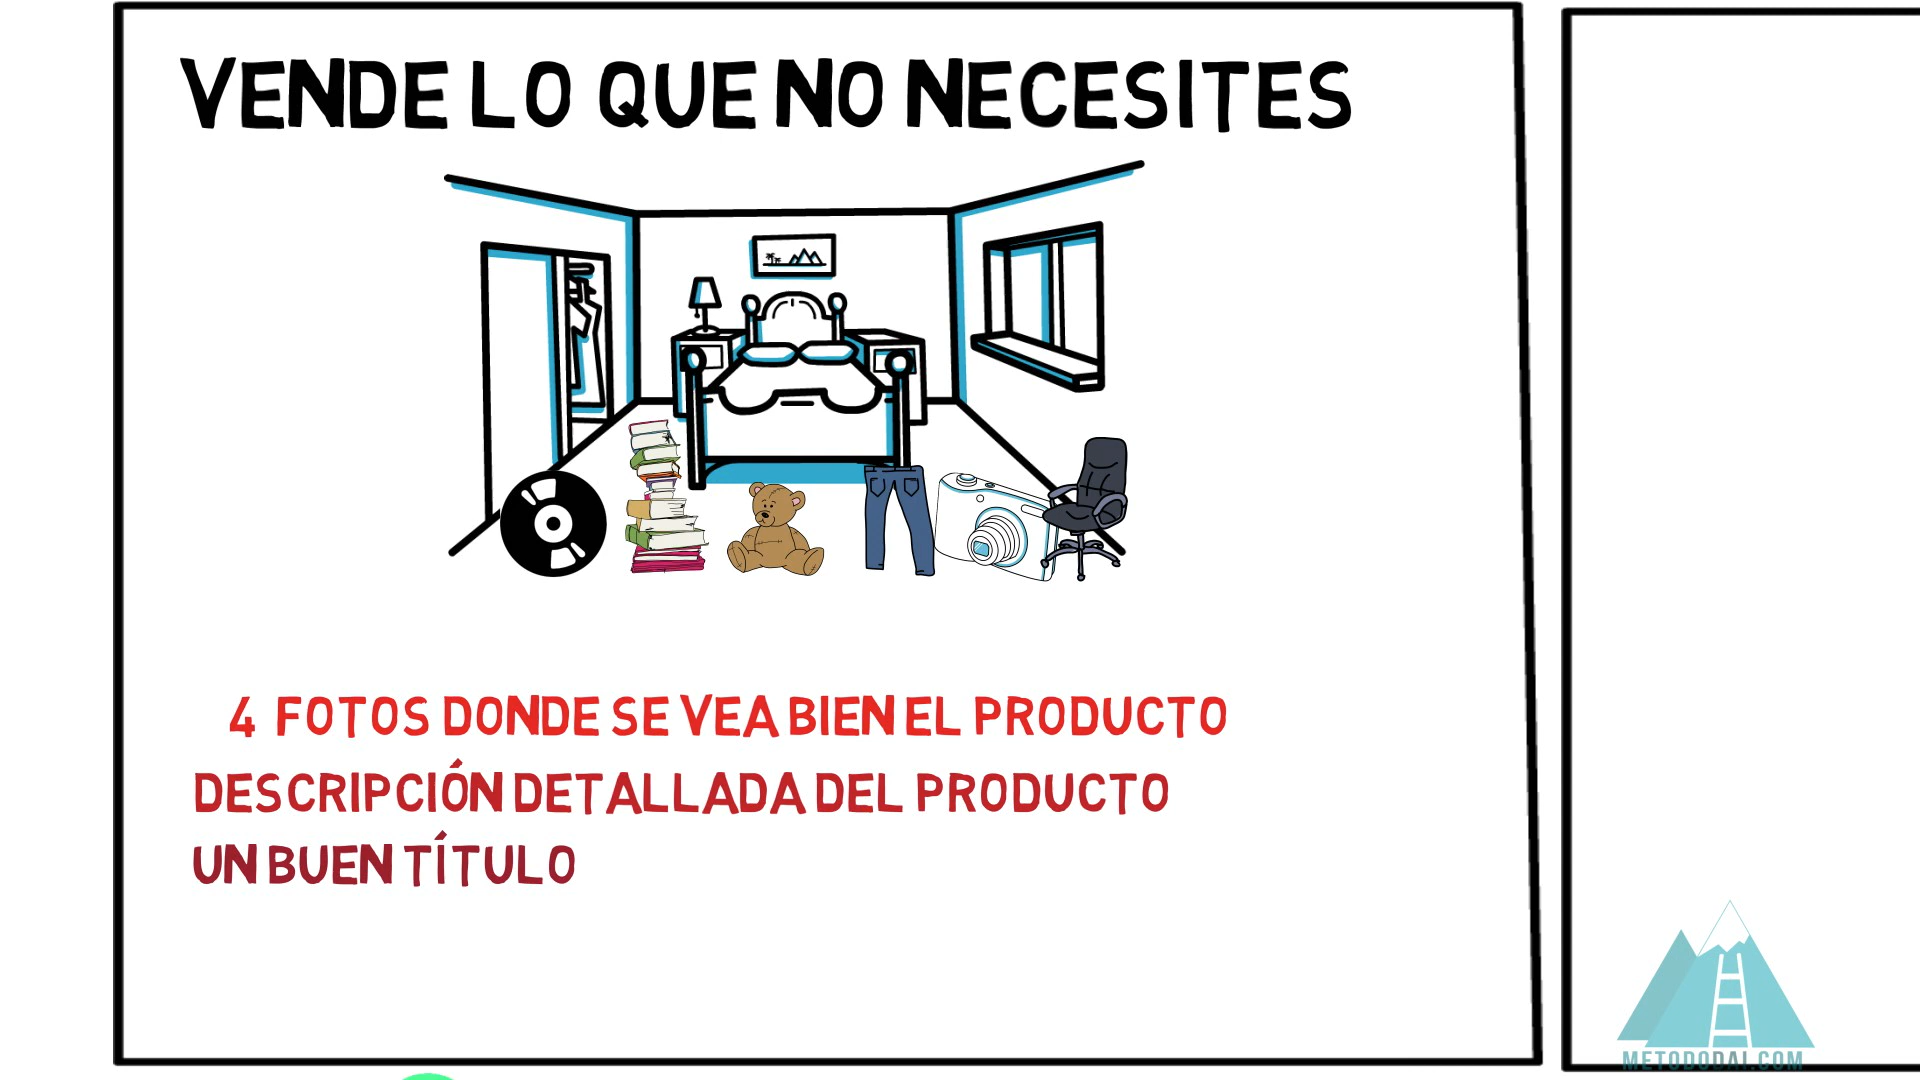 VENDE LO QUE NO NECESITES
4 FOTOS DONDE SE VEA BIEN EL PRODUCTO
DESCRIPCIÓN DETALLADA DEL PRODUCTO
UN BUEN TÍTULO
METODODAI.COM